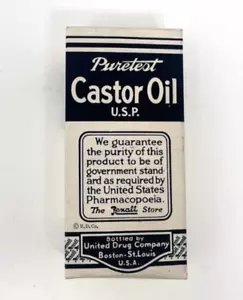 Puretest
Castor Oil
U.S.P.
We guarantee
the purity of this
product to be of
government stand-
ard as required by
the United States
Pharmacopoeia.
The Rexall Store
© U.D.Co.
Bottled by
United Drug Company
Boston - St. Louis
U.S.A.